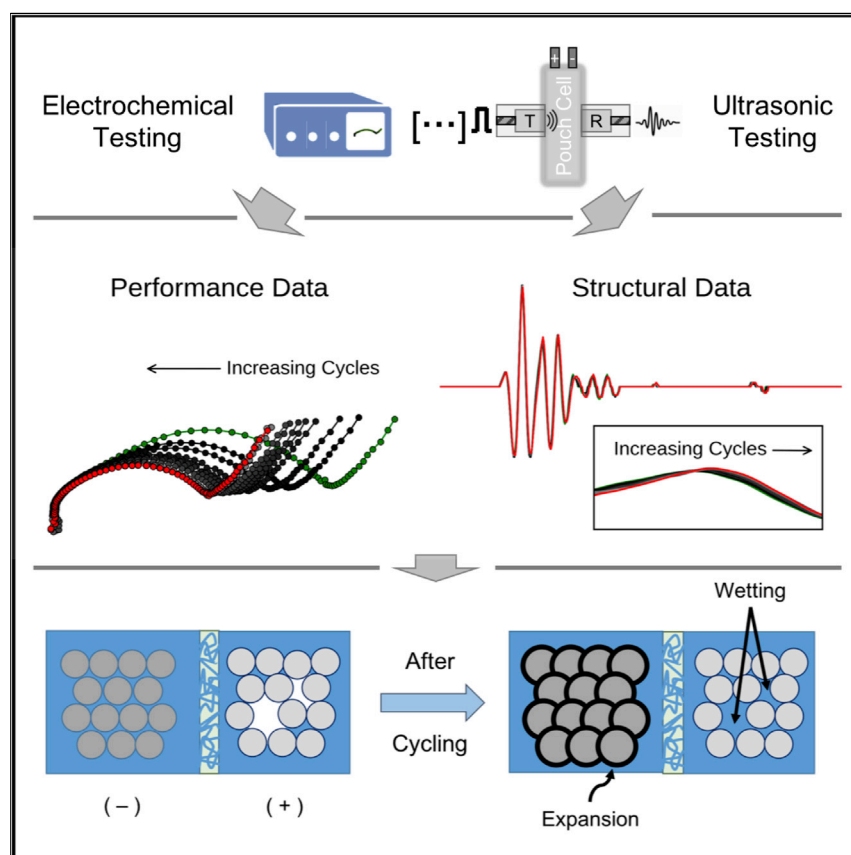 Electrochemical
Testing
[···]
+ -
T
Pouch Cell
R
Ultrasonic
Testing
Performance Data
Structural Data
Increasing Cycles
Increasing Cycles
Wetting
After
Cycling
( – )
( + )
Expansion